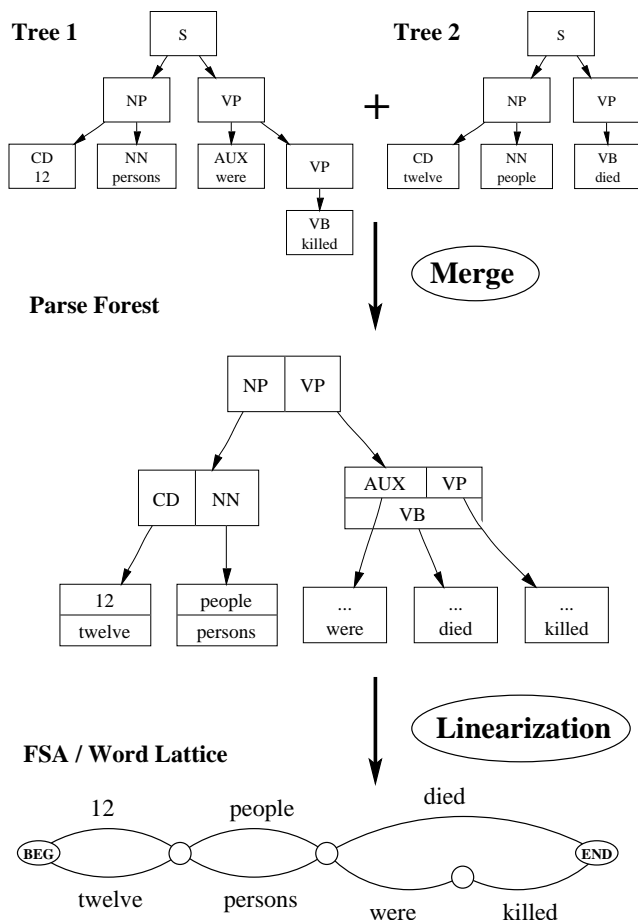 Tree 1
Tree 2
S
S
NP VP
+
NP VP
CD
12
NN
persons
AUX
were
VP
CD
twelve
NN
people
VB
died
VB
killed
Merge
Parse Forest
NP VP
CD NN
AUX VP
VB
12
twelve
people
persons
...
were
...
died
...
killed
Linearization
FSA / Word Lattice
12 people died
BEG END
twelve persons were killed